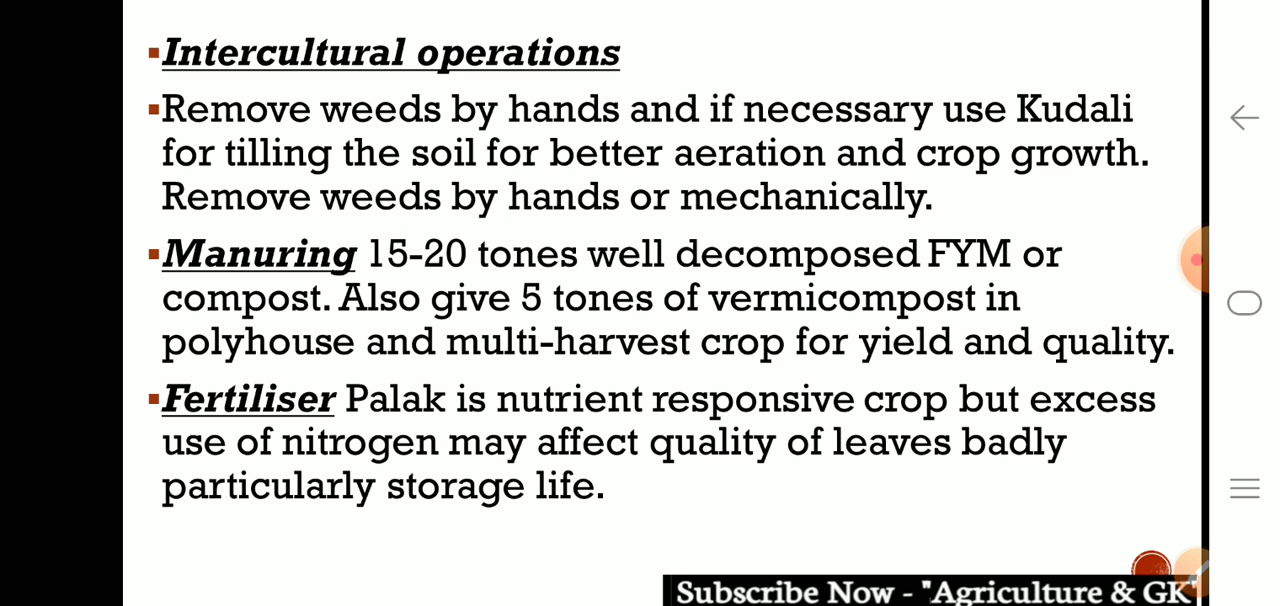 Intercultural operations
Remove weeds by hands and if necessary use Kudali
for tilling the soil for better aeration and crop growth.
Remove weeds by hands or mechanically.
Manuring 15-20 tones well decomposed FYM or
compost. Also give 5 tones of vermicompost in
polyhouse and multi-harvest crop for yield and quality.
Fertiliser Palak is nutrient responsive crop but excess
use of nitrogen may affect quality of leaves badly
particularly storage life.
Subscribe Now - "Agriculture & GK"